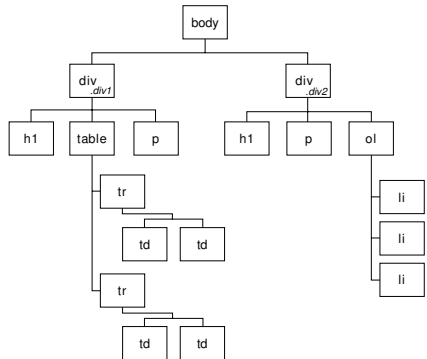 body
div .div1
div .div2
h1
table
p
h1
p
ol
tr
td
td
tr
td
td
li
li
li